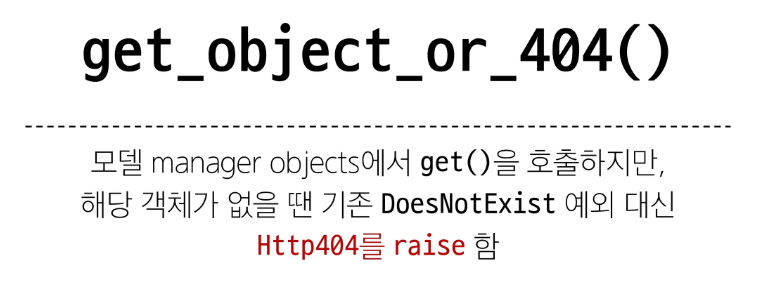 get_object_or_404()
모델 manager objects에서 get()을 호출하지만,
해당 객체가 없을 땐 기존 DoesNotExist 예외 대신
Http404를 raise 함